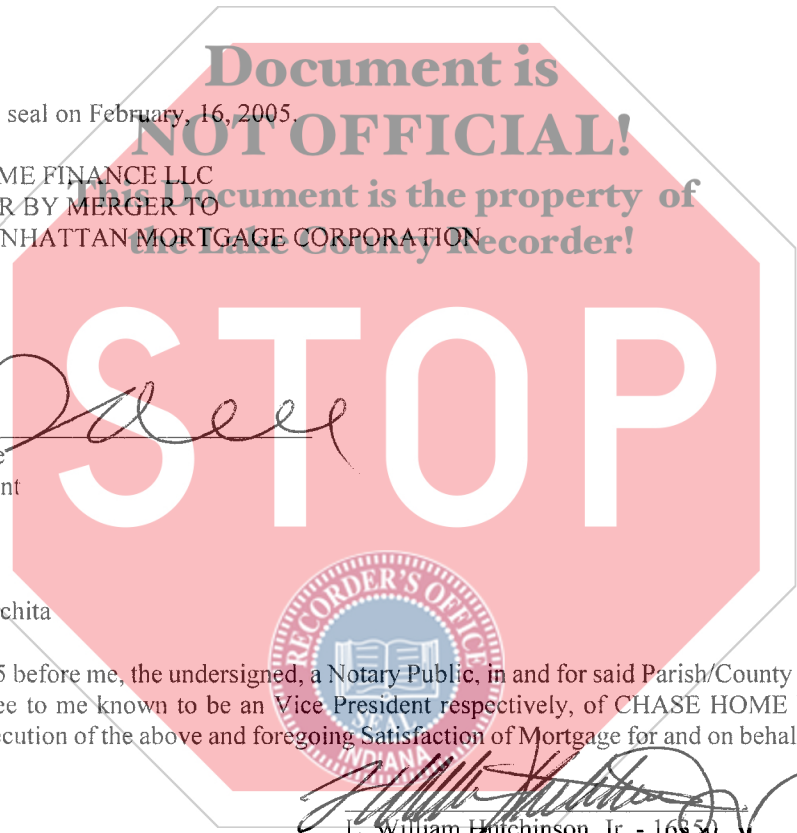 Document is
seal on February, 16, 2005.
NOT OFFICIAL!
ME FINANCE LLC
This Document is the property of
R BY MERGER TO
NHATTAN MORTGAGE CORPORATION
the Lake County Recorder!
STOP
e
nt
RECORDER'S OFFICE
chita
5 before me, the undersigned, a Notary Public, in and for said Parish/County
ee to me known to be an Vice President respectively, of CHASE HOME
SEAL
ecution of the above and foregoing Satisfaction of Mortgage for and on behal
INDIANA
J. William Hutchinson, Jr. - 16850